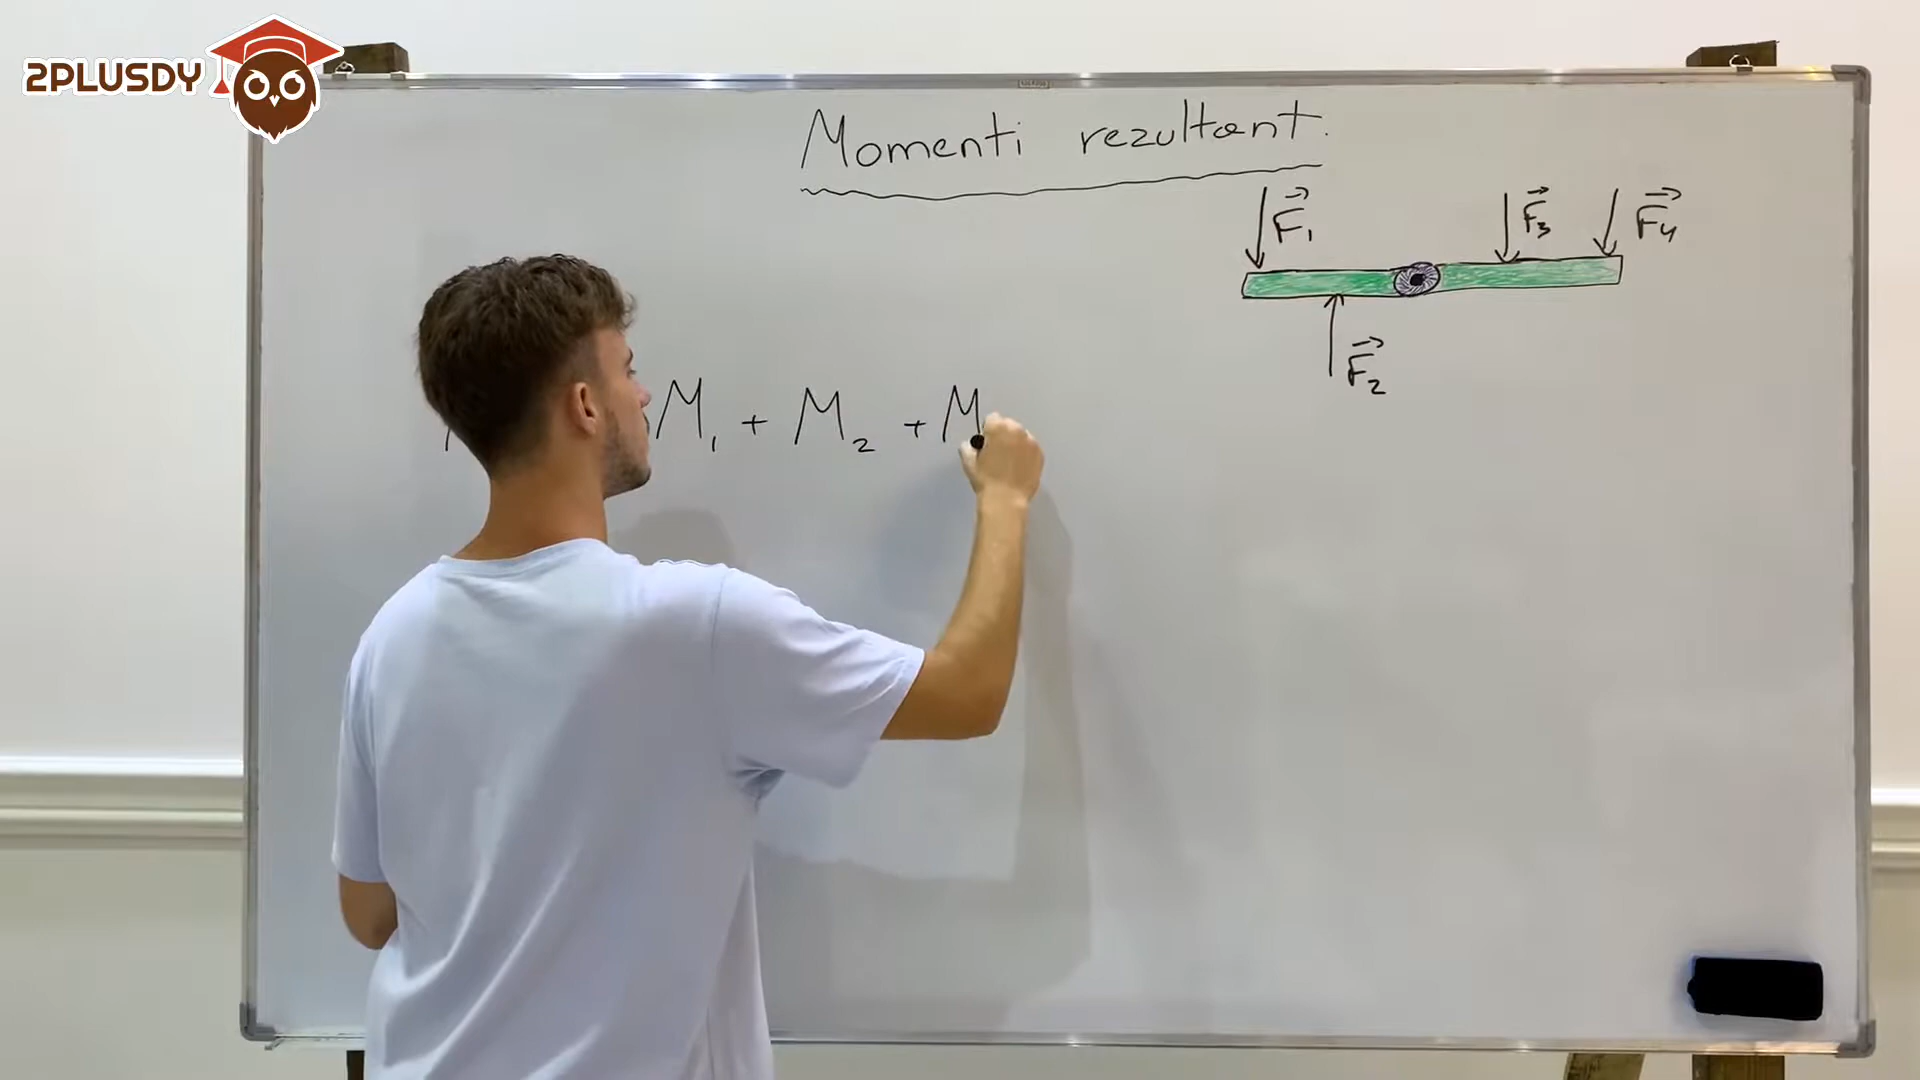 2PLUSDY
Momenti rezultant.
F₁
F₃
F₄
F₂
M₁ + M₂ + M